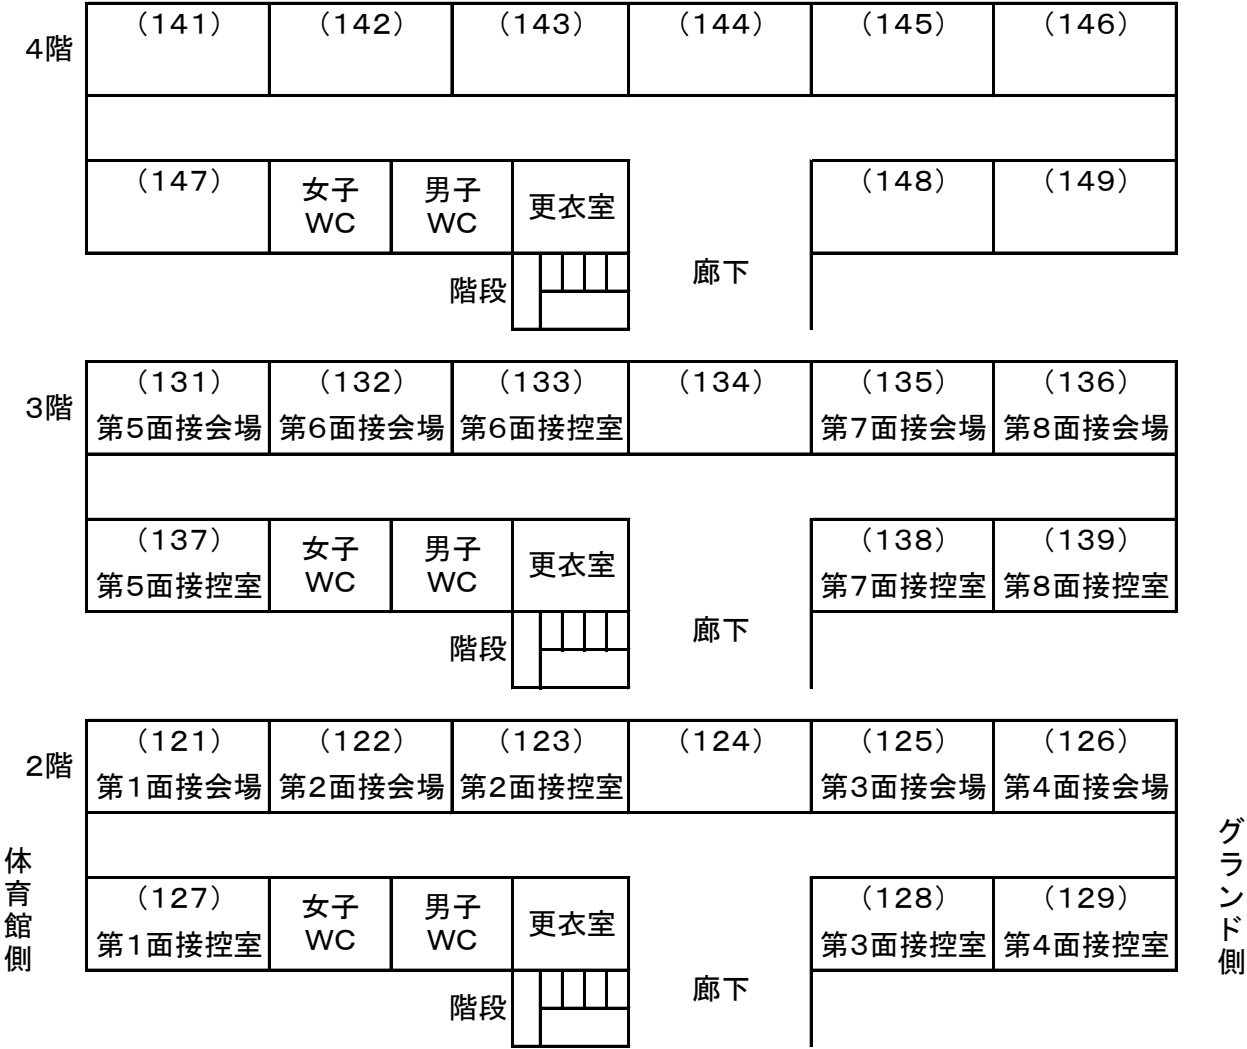 （141） （142） （143） （144） （145） （146）
4階
（147） 女子 男子 更衣室 （148） （149）
WC WC
階段 廊下
（131） （132） （133） （134） （135） （136）
3階 第5面接会場 第6面接会場 第6面接控室 第7面接会場 第8面接会場
（137） 女子 男子 更衣室 （138） （139）
第5面接控室 WC WC 第7面接控室 第8面接控室
階段 廊下
（121） （122） （123） （124） （125） （126）
2階 第1面接会場 第2面接会場 第2面接控室 第3面接会場 第4面接会場
体育館側
（127） 女子 男子 更衣室 （128） （129）
第1面接控室 WC WC 第3面接控室 第4面接控室
グランド側
階段 廊下